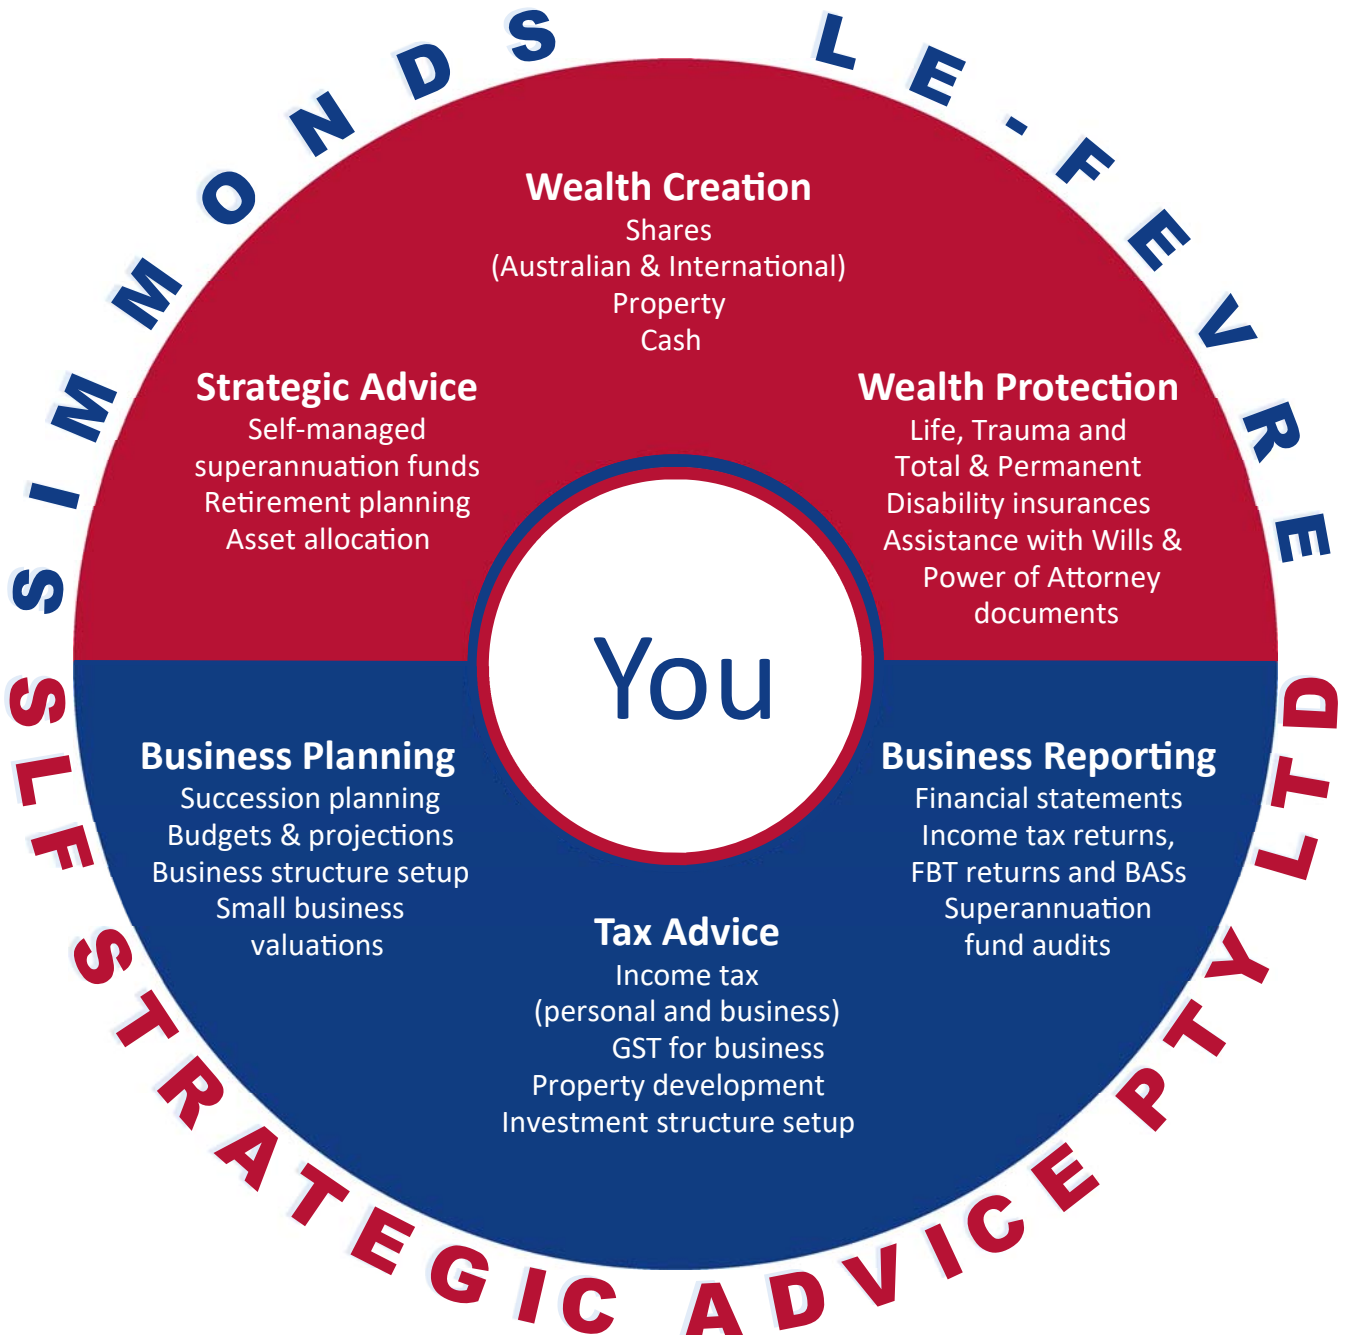 SIMMONDS LE-FEVRE
Wealth Creation
Shares
(Australian & International)
Property
Cash
Strategic Advice
Self-managed
superannuation funds
Retirement planning
Asset allocation
Wealth Protection
Life, Trauma and
Total & Permanent
Disability insurances
Assistance with Wills &
Power of Attorney
documents
You
Business Planning
Succession planning
Budgets & projections
Business structure setup
Small business
valuations
Tax Advice
Income tax
(personal and business)
GST for business
Property development
Investment structure setup
Business Reporting
Financial statements
Income tax returns,
FBT returns and BASs
Superannuation
fund audits
SLF STRATEGIC ADVICE PTY LTD